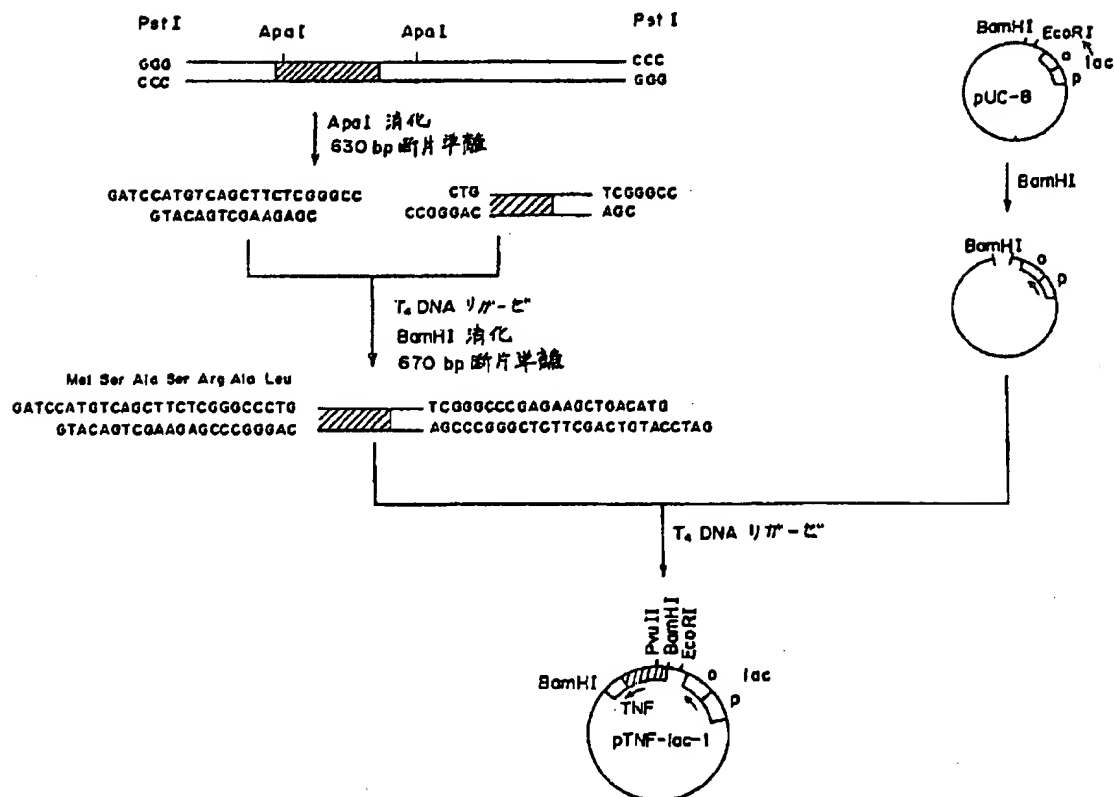 Pst I
ApaI
ApaI
Pst I
GGG
CCC
CCC
GGG
ApaI 消化
630 bp 断片単離
GATCCATGTCAGCTTCTCGGGCC
GTACAGTCGAAGAGC
CTG
CCGGGAC
TCGGGCC
AGC
T₄ DNA リガーゼ
BamHI 消化
670 bp 断片単離
Met Ser Ala Ser Arg Ala Leu
GATCCATGTCAGCTTCTCGGGCCCTG
GTACAGTCGAAGAGCCCGGGAC
TCGGGCCCGAGAAGCTGACATG
AGCCCGGGCTCTTCGACTGTACCTAG
BamHI
EcoRI
o
lac
p
pUC-8
BamHI
BamHI
o
p
T₄ DNA リガーゼ
PvuII
BamHI
EcoRI
BamHI
o
lac
p
TNF
pTNF-lac-1